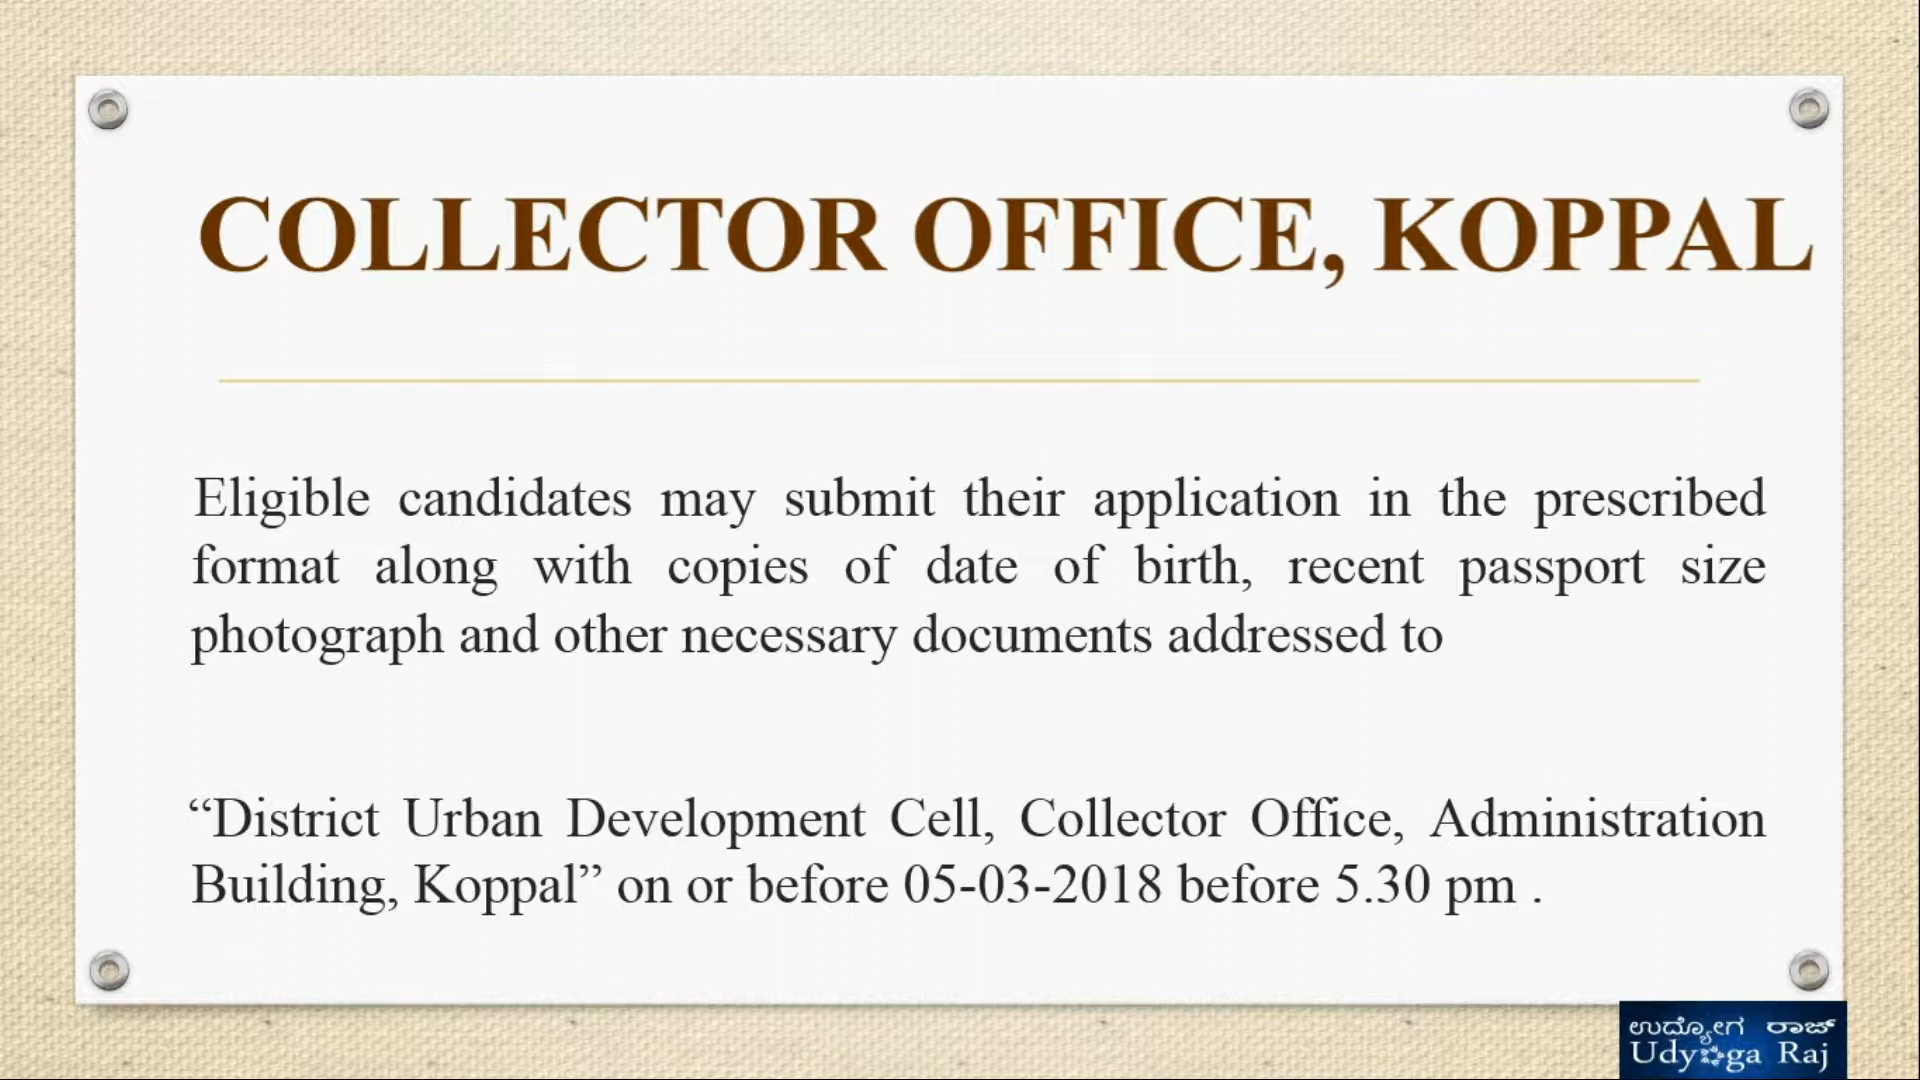 COLLECTOR OFFICE, KOPPAL
Eligible candidates may submit their application in the prescribed
format along with copies of date of birth, recent passport size
photograph and other necessary documents addressed to
“District Urban Development Cell, Collector Office, Administration
Building, Koppal” on or before 05-03-2018 before 5.30 pm .
ಉದ್ಯೋಗ ರಾಜ್
Udyoga Raj